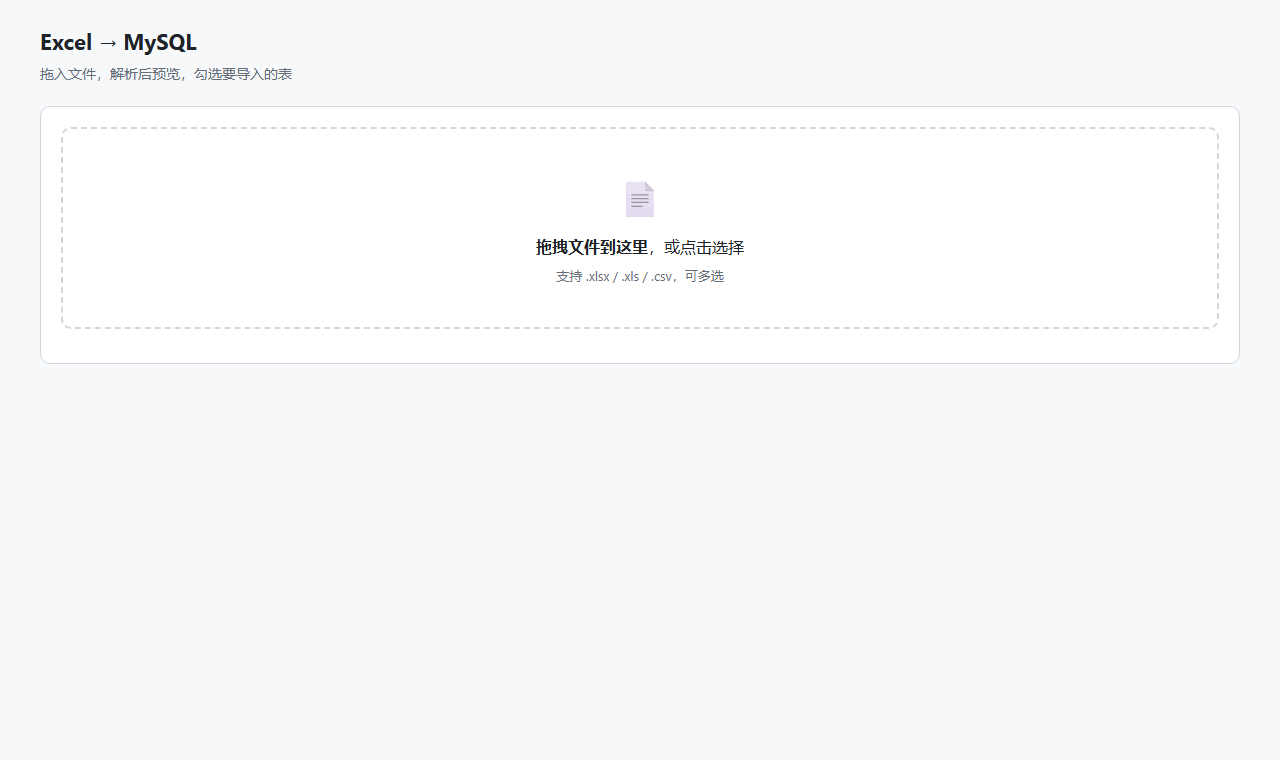 Excel → MySQL
拖入文件，解析后预览，勾选要导入的表
拖拽文件到这里，或点击选择
支持 .xlsx / .xls / .csv，可多选